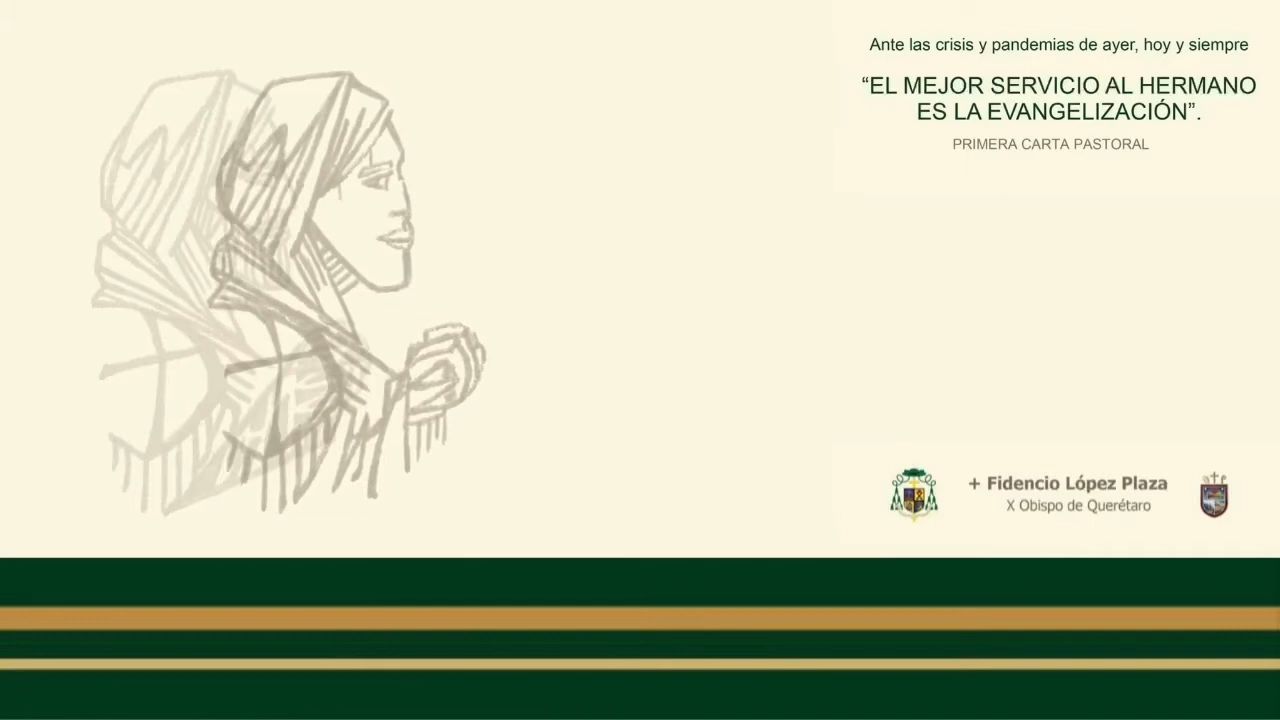 Ante las crisis y pandemias de ayer, hoy y siempre
“EL MEJOR SERVICIO AL HERMANO
ES LA EVANGELIZACIÓN”.
PRIMERA CARTA PASTORAL
+ Fidencio López Plaza
X Obispo de Querétaro